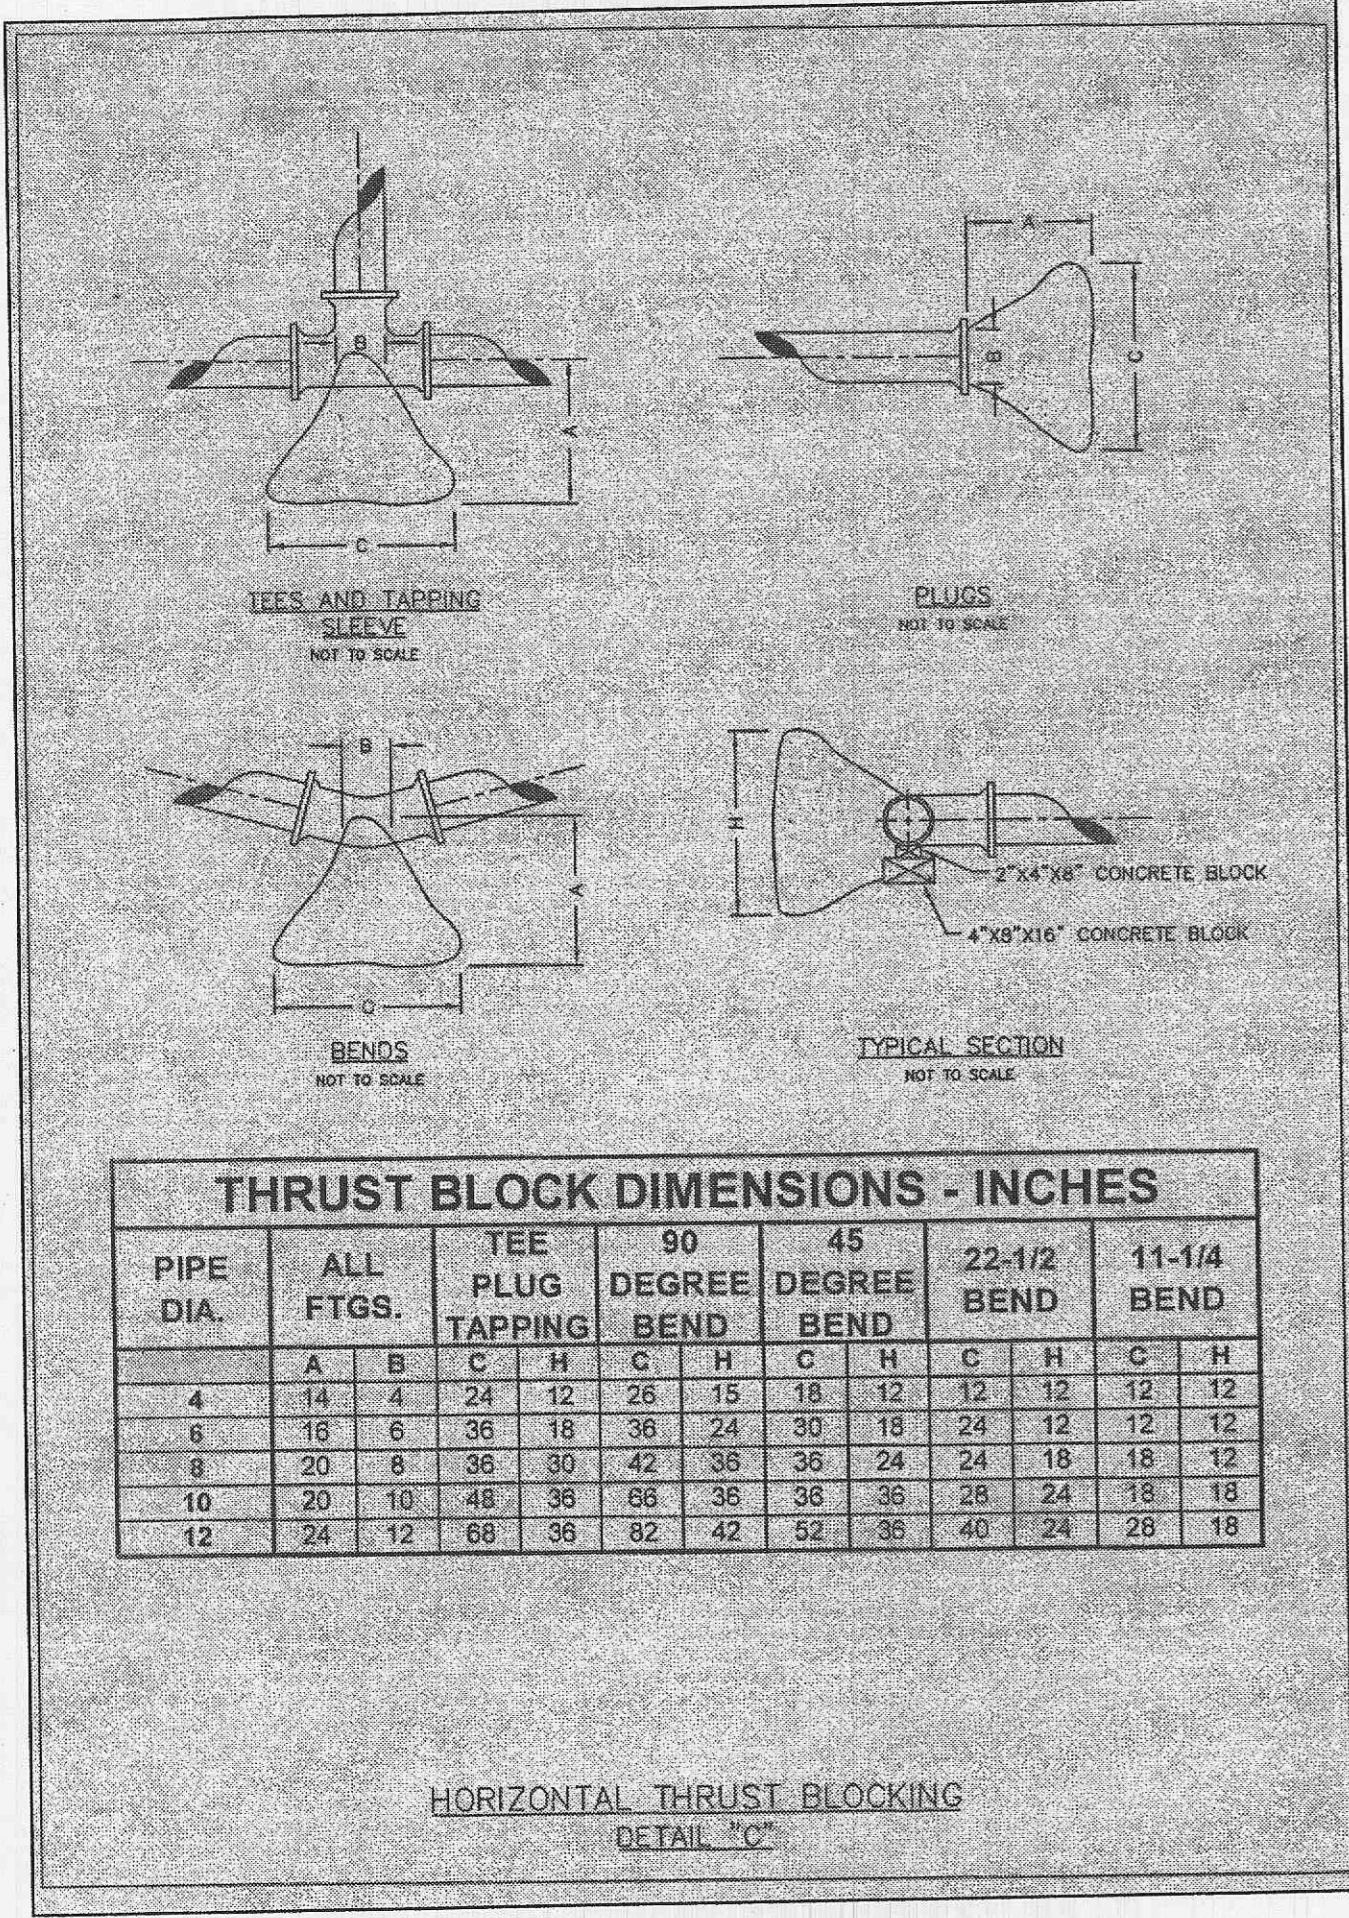 B
A
C
TEES AND TAPPING
SLEEVE
NOT TO SCALE
A
B
C
PLUGS
NOT TO SCALE
B
A
C
BENDS
NOT TO SCALE
H
2"X4"X8" CONCRETE BLOCK
4"X8"X16" CONCRETE BLOCK
TYPICAL SECTION
NOT TO SCALE
THRUST BLOCK DIMENSIONS - INCHES
PIPE DIA. ALL FTGS. TEE PLUG TAPPING 90 DEGREE BEND 45 DEGREE BEND 22-1/2 BEND 11-1/4 BEND
A B C H C H C H C H C H
4 14 4 24 12 26 15 18 12 12 12 12 12
6 16 6 36 18 36 24 30 18 24 12 12 12
8 20 8 36 30 42 36 36 24 24 18 18 12
10 20 10 48 36 66 36 36 36 28 24 18 18
12 24 12 68 36 82 42 52 36 40 24 28 18
HORIZONTAL THRUST BLOCKING
DETAIL "C"